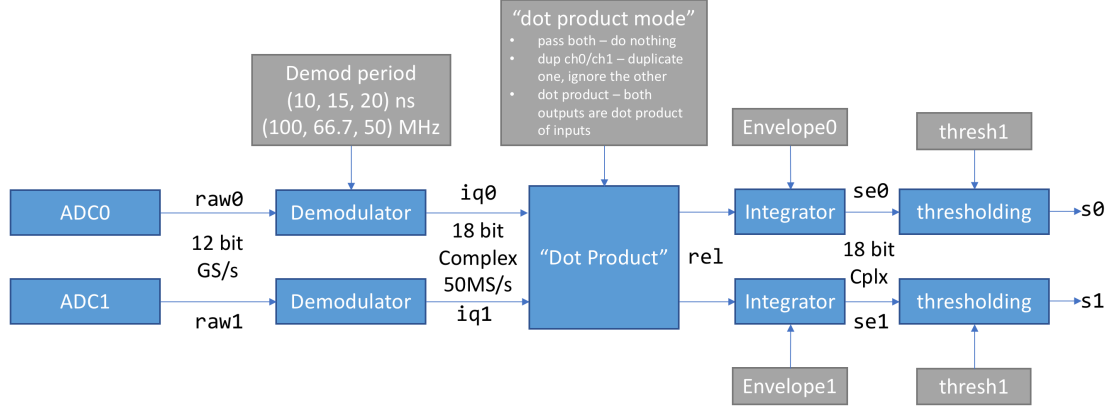 “dot product mode”
• pass both – do nothing
• dup ch0/ch1 – duplicate
one, ignore the other
• dot product – both
outputs are dot product
of inputs
Demod period
(10, 15, 20) ns
(100, 66.7, 50) MHz
Envelope0
thresh1
ADC0
raw0
Demodulator
iq0
“Dot Product”
Integrator
se0
thresholding
s0
12 bit
GS/s
18 bit
Complex
50MS/s
rel
18 bit
Cplx
ADC1
raw1
Demodulator
iq1
Integrator
se1
thresholding
s1
Envelope1
thresh1